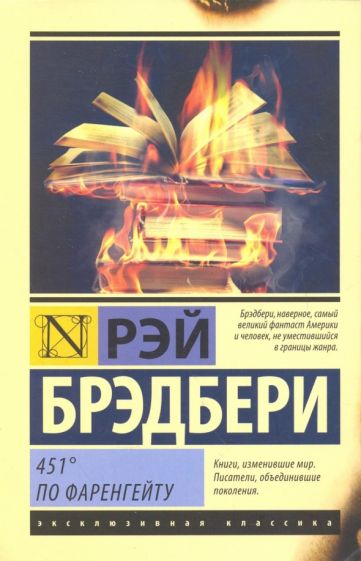 Брэдбери, наверное, самый
великий фантаст Америки
и человек, не уместившийся
в границы жанра.
N РЭЙ
БРЭДБЕРИ
451°
ПО ФАРЕНГЕЙТУ
Книги, изменившие мир.
Писатели, объединившие
поколения.
эксклюзивная классика